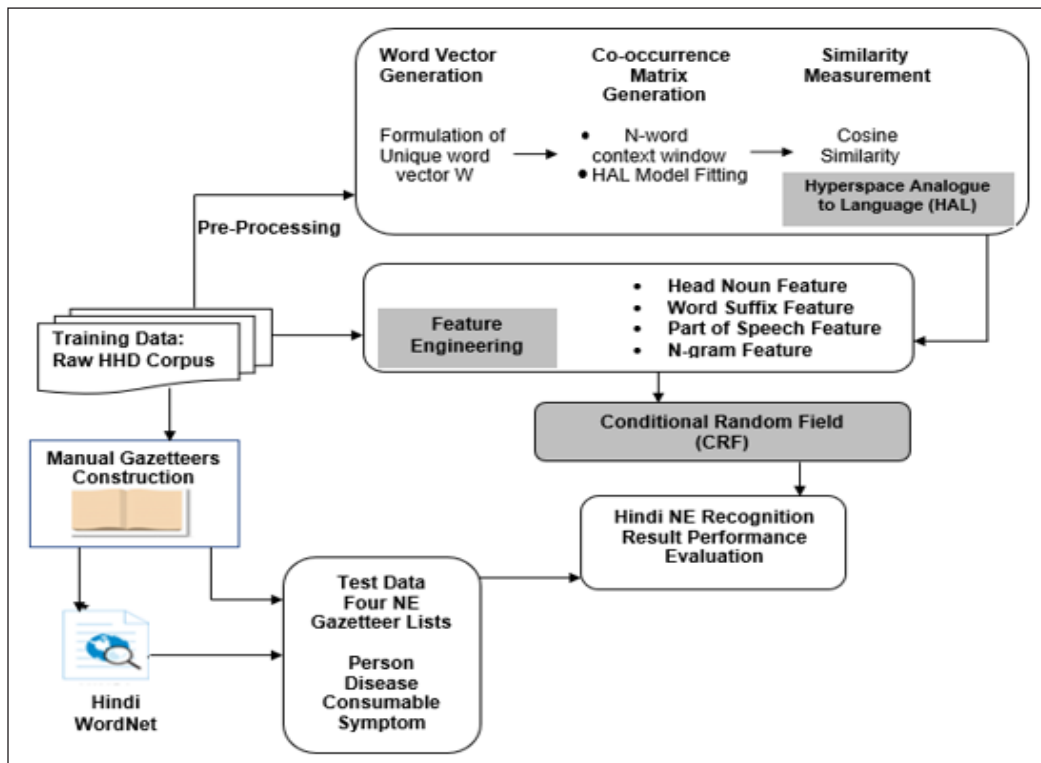 Word Vector
Generation
Co-occurrence
Matrix
Generation
Similarity
Measurement
Formulation of
Unique word
vector W
• N-word
context window
• HAL Model Fitting
Cosine
Similarity
Hyperspace Analogue
to Language (HAL)
Pre-Processing
Training Data:
Raw HHD Corpus
Feature
Engineering
• Head Noun Feature
• Word Suffix Feature
• Part of Speech Feature
• N-gram Feature
Conditional Random Field
(CRF)
Manual Gazetteers
Construction
Hindi NE Recognition
Result Performance
Evaluation
Test Data
Four NE
Gazetteer Lists
Person
Disease
Consumable
Symptom
Hindi
WordNet